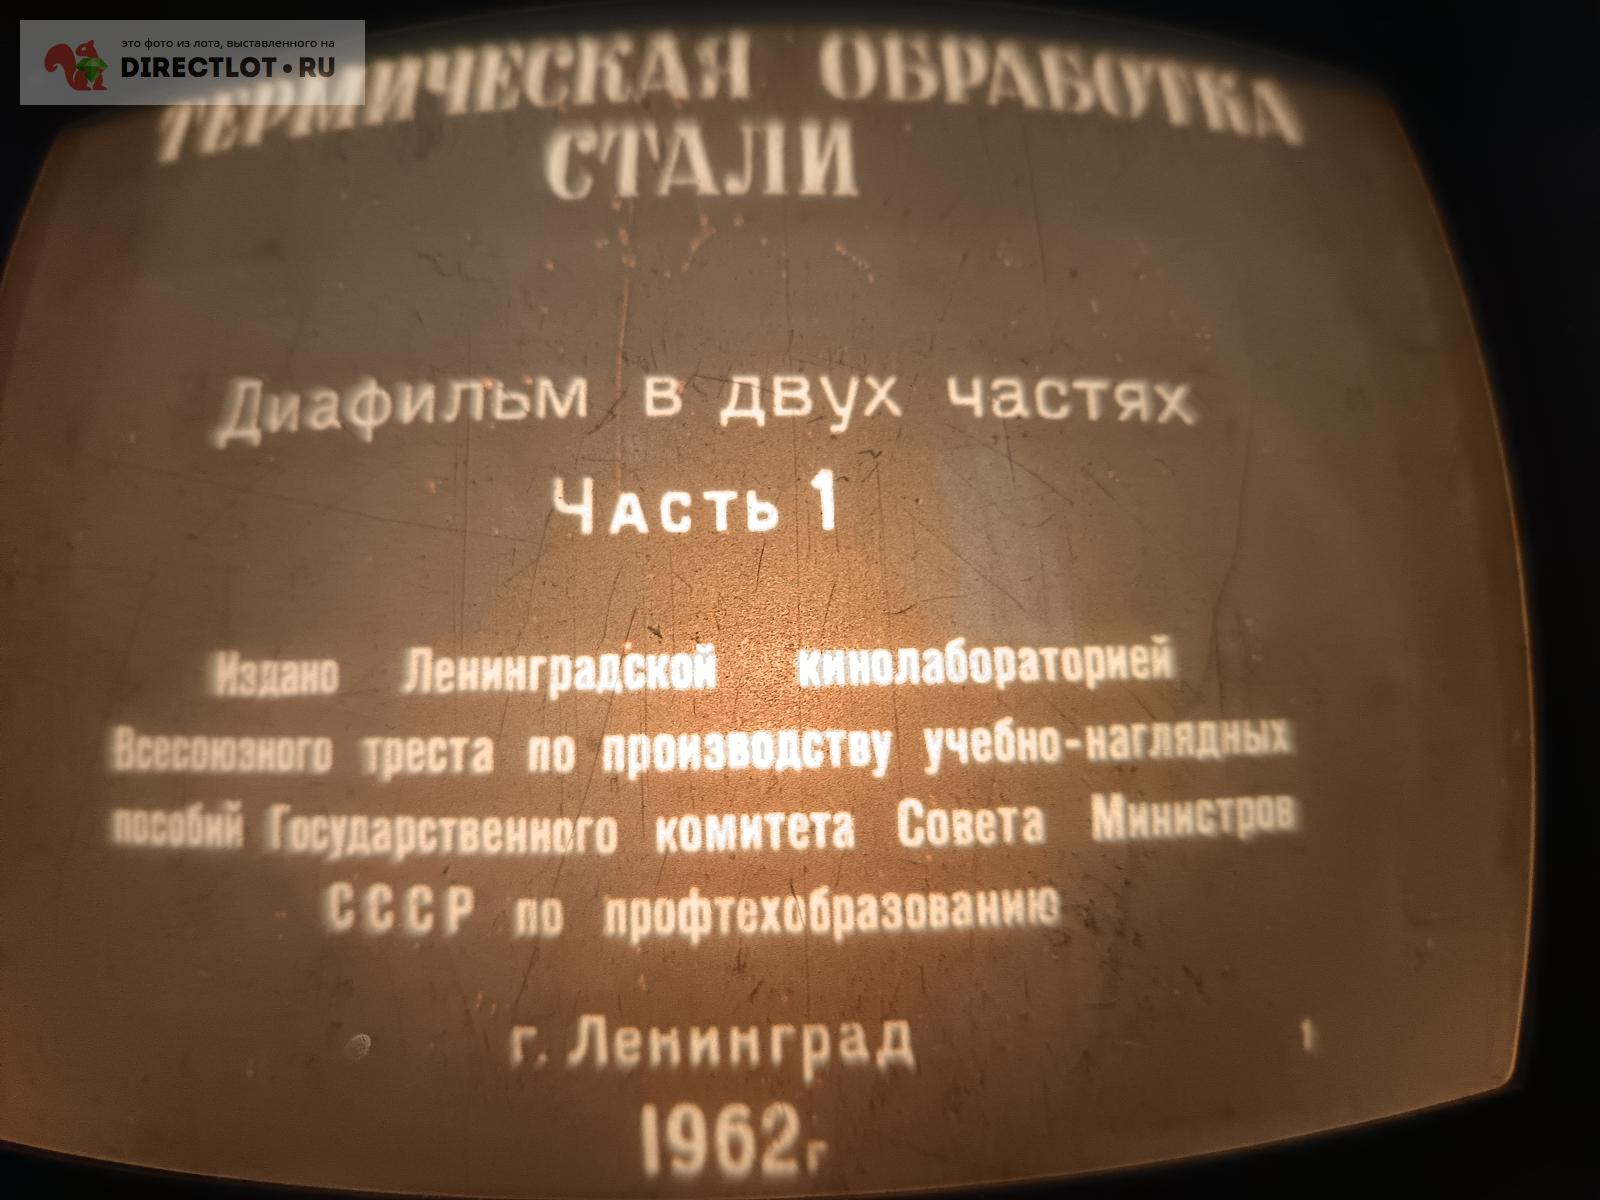 это фото из лота, выставленного на
DIRECTLOT.RU
ТЕРМИЧЕСКАЯ ОБРАБОТКА
СТАЛИ
Диафильм в двух частях
Часть 1
Издано Ленинградской кинолабораторией
Всесоюзного треста по производству учебно-наглядных
пособий Государственного комитета Совета Министров
СССР по профтехобразованию
г. Ленинград
1
1962г